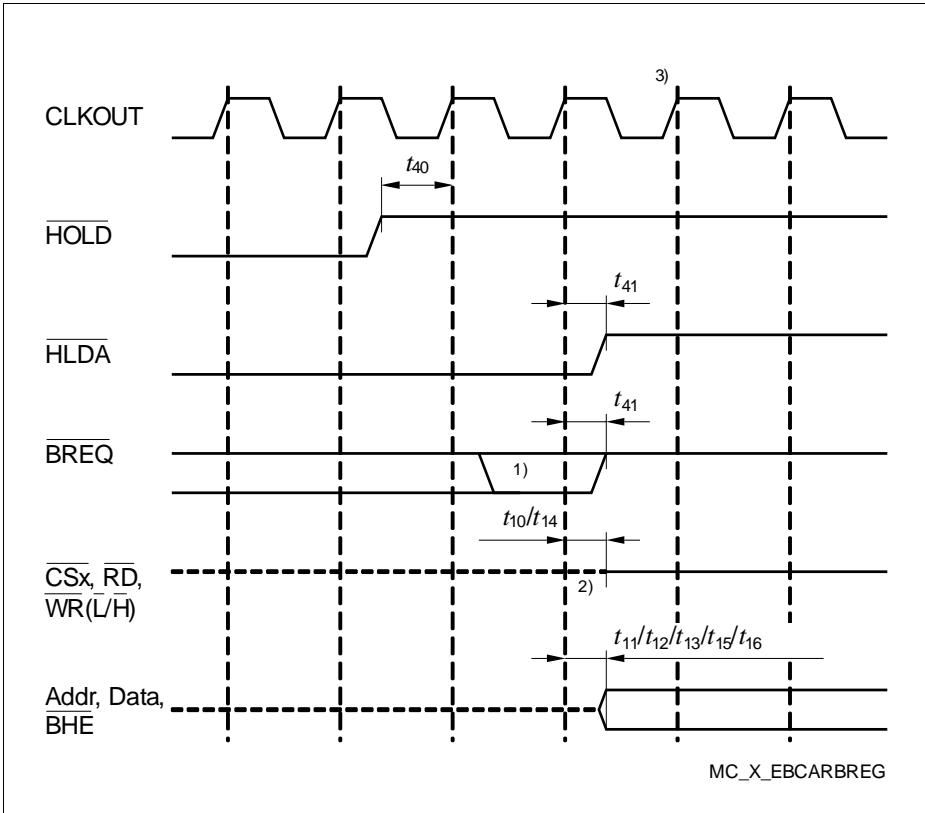 3)
CLKOUT
t40
HOLD
t41
HLDA
t41
BREQ
1)
t10/t14
CSx, RD,
WR(L/H)
2)
t11/t12/t13/t15/t16
Addr, Data,
BHE
MC_X_EBCARBREG